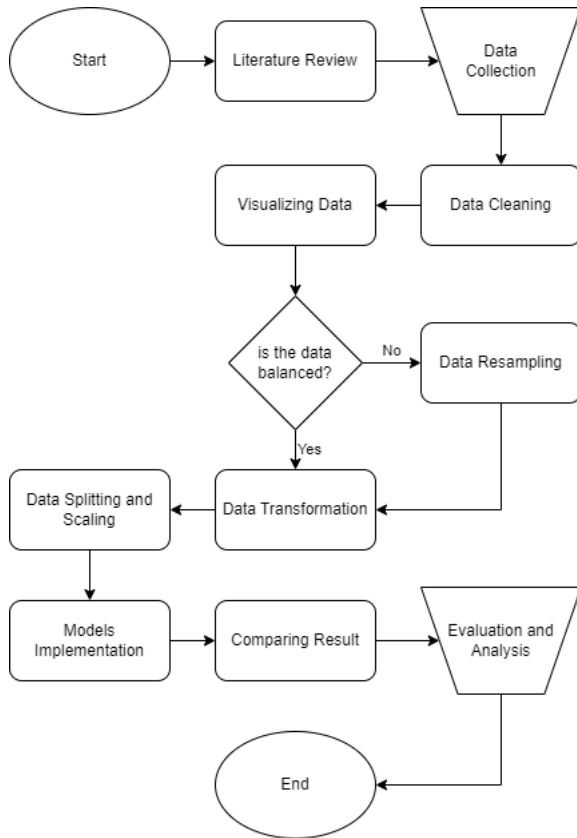 Start
Literature Review
Data
Collection
Visualizing Data
Data Cleaning
is the data
balanced?
No
Data Resampling
Yes
Data Splitting and
Scaling
Data Transformation
Models
Implementation
Comparing Result
Evaluation and
Analysis
End